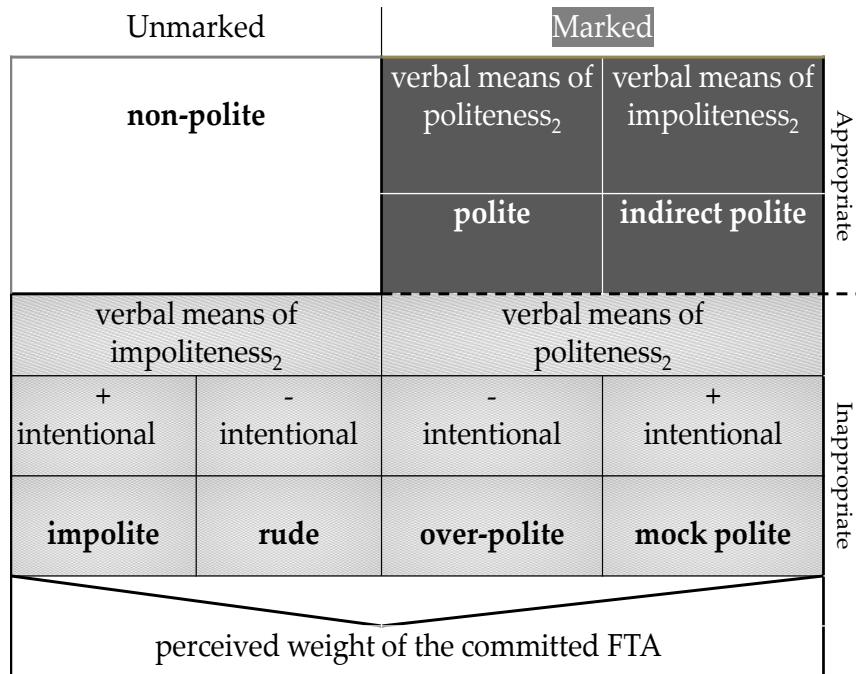 Unmarked Marked
non-polite
verbal means of politeness₂
verbal means of impoliteness₂
polite
indirect polite
Appropriate
verbal means of
impoliteness₂
verbal means of
politeness₂
+
intentional
-
intentional
-
intentional
+
intentional
impolite
rude
over-polite
mock polite
Inappropriate
perceived weight of the committed FTA